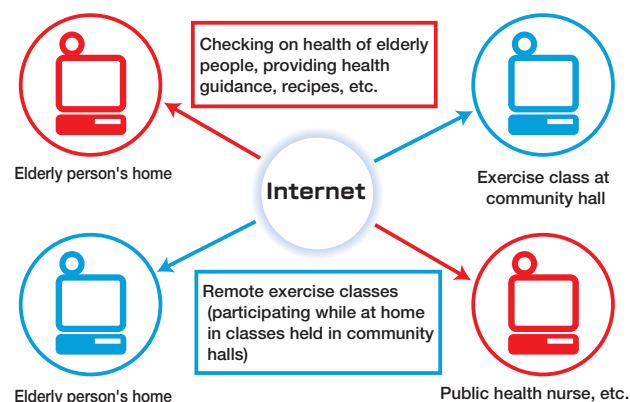 Checking on health of elderly
people, providing health
guidance, recipes, etc.
Elderly person's home
Exercise class at
community hall
Internet
Remote exercise classes
(participating while at home
in classes held in community
halls)
Elderly person's home
Public health nurse, etc.